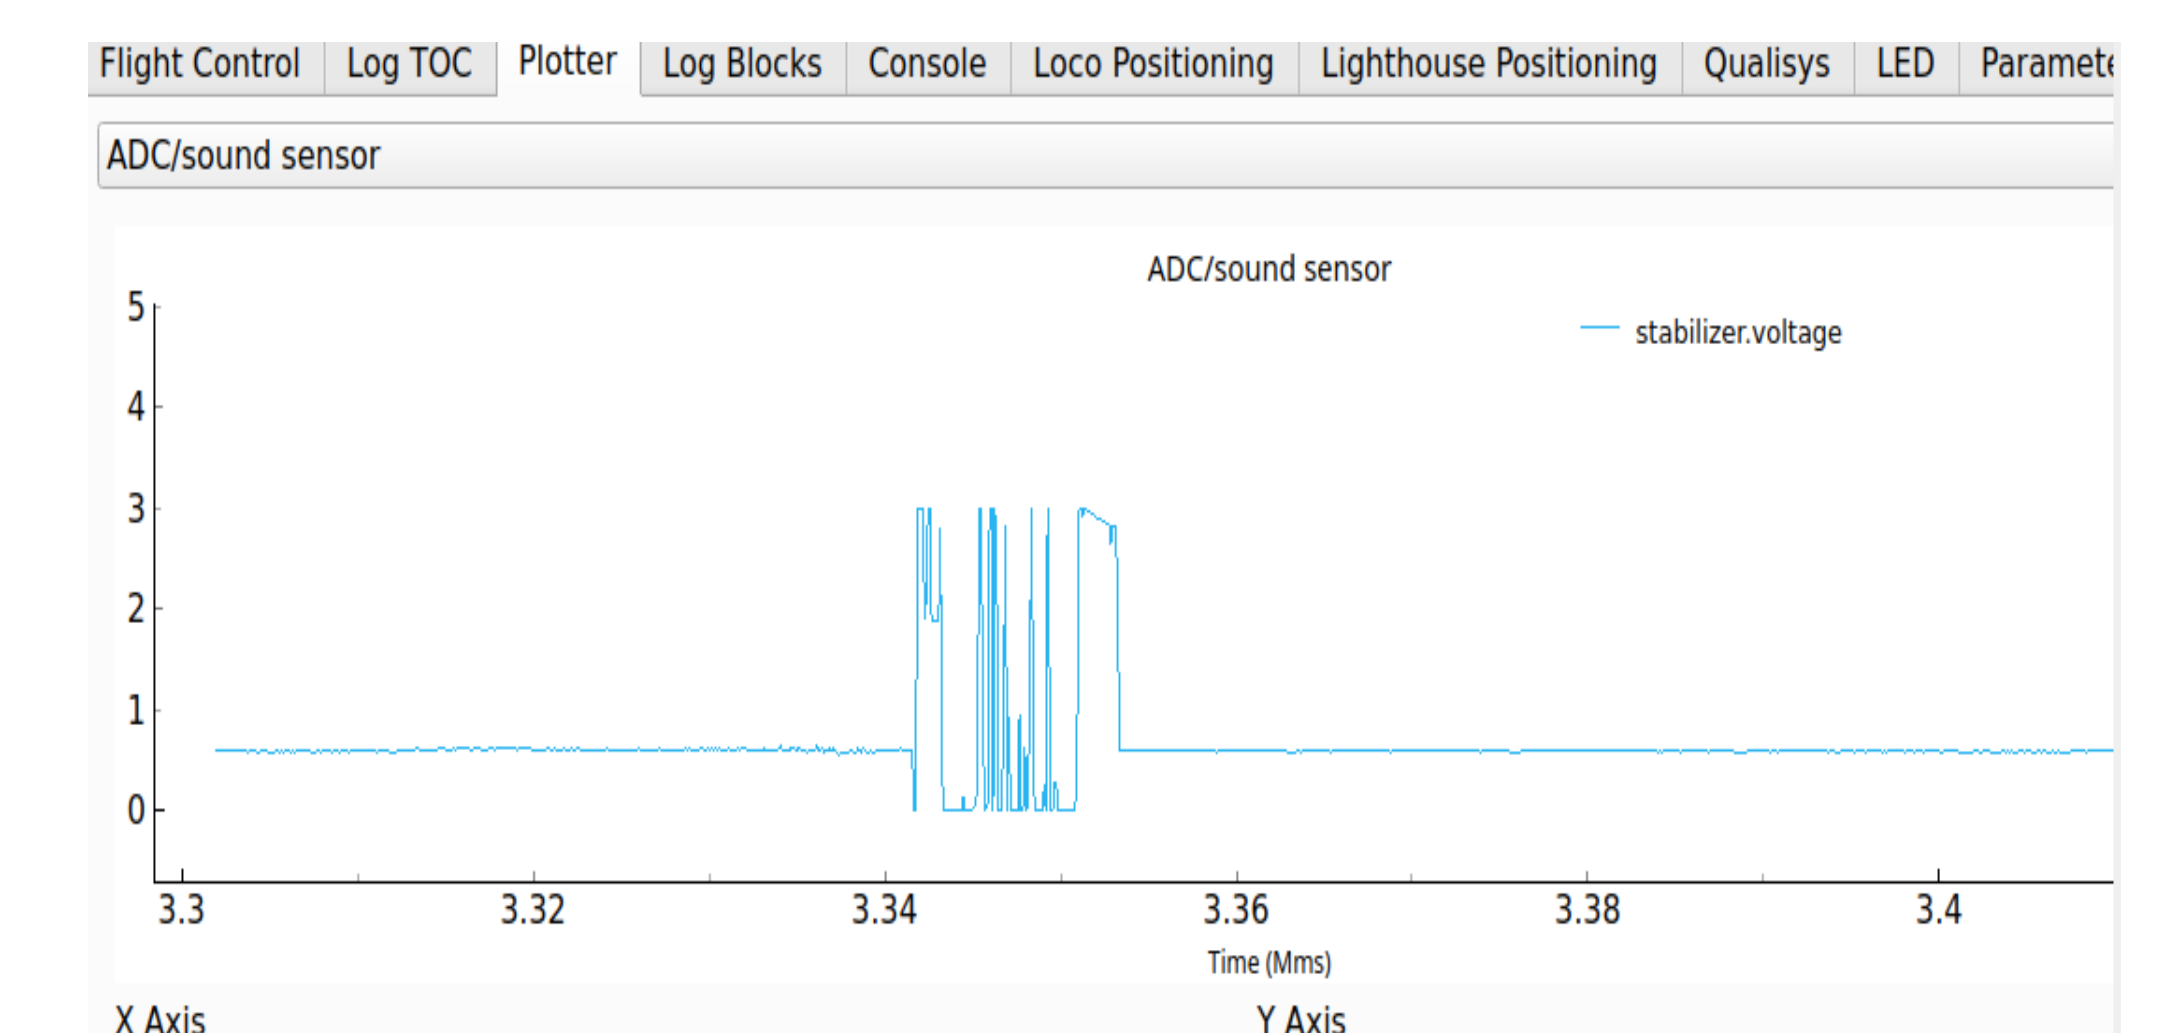 Flight Control Log TOC Plotter Log Blocks Console Loco Positioning Lighthouse Positioning Qualisys LED Paramete
ADC/sound sensor
ADC/sound sensor
stabilizer.voltage
5
4
3
2
1
0
3.3 3.32 3.34 3.36 3.38 3.4
Time (Mms)
X Axis Y Axis